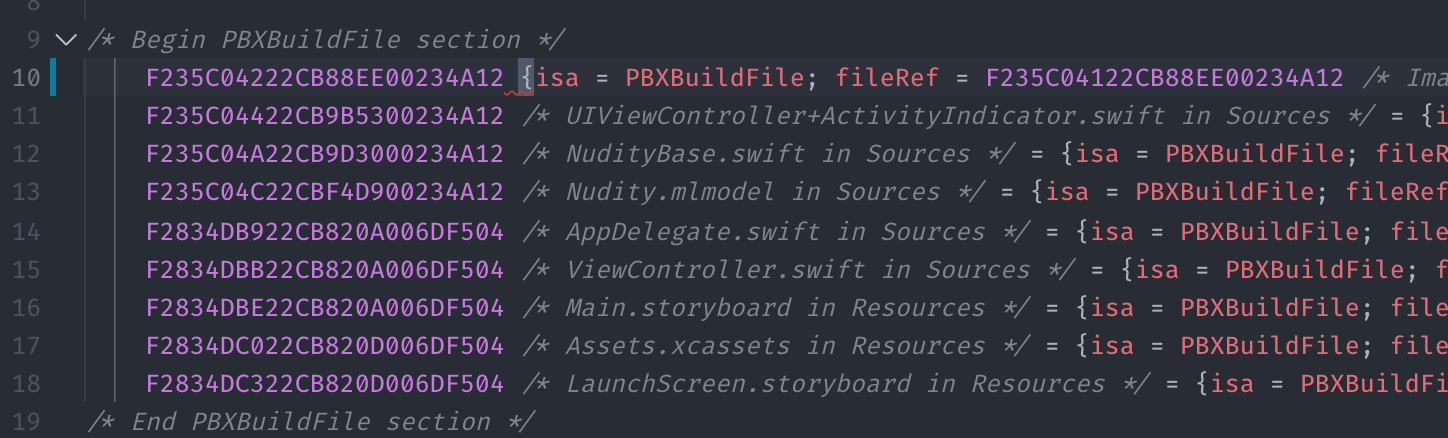 8
9 /* Begin PBXBuildFile section */
10 F235C04222CB88EE00234A12 {isa = PBXBuildFile; fileRef = F235C04122CB88EE00234A12 /* Ima
11 F235C04422CB9B5300234A12 /* UIViewController+ActivityIndicator.swift in Sources */ = {i
12 F235C04A22CB9D3000234A12 /* NudityBase.swift in Sources */ = {isa = PBXBuildFile; fileR
13 F235C04C22CBF4D900234A12 /* Nudity.mlmodel in Sources */ = {isa = PBXBuildFile; fileRef
14 F2834DB922CB820A006DF504 /* AppDelegate.swift in Sources */ = {isa = PBXBuildFile; file
15 F2834DBB22CB820A006DF504 /* ViewController.swift in Sources */ = {isa = PBXBuildFile; f
16 F2834DBE22CB820A006DF504 /* Main.storyboard in Resources */ = {isa = PBXBuildFile; file
17 F2834DC022CB820D006DF504 /* Assets.xcassets in Resources */ = {isa = PBXBuildFile; file
18 F2834DC322CB820D006DF504 /* LaunchScreen.storyboard in Resources */ = {isa = PBXBuildFi
19 /* End PBXBuildFile section */